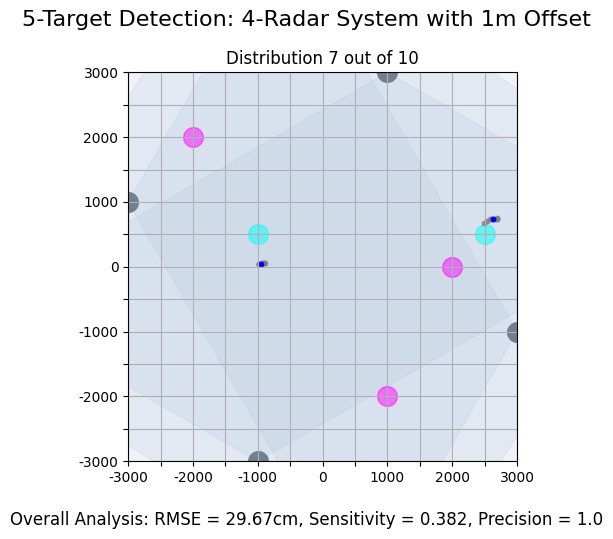 5-Target Detection: 4-Radar System with 1m Offset
Distribution 7 out of 10
3000
2000
1000
0
-1000
-2000
-3000
-3000 -2000 -1000 0 1000 2000 3000
Overall Analysis: RMSE = 29.67cm, Sensitivity = 0.382, Precision = 1.0